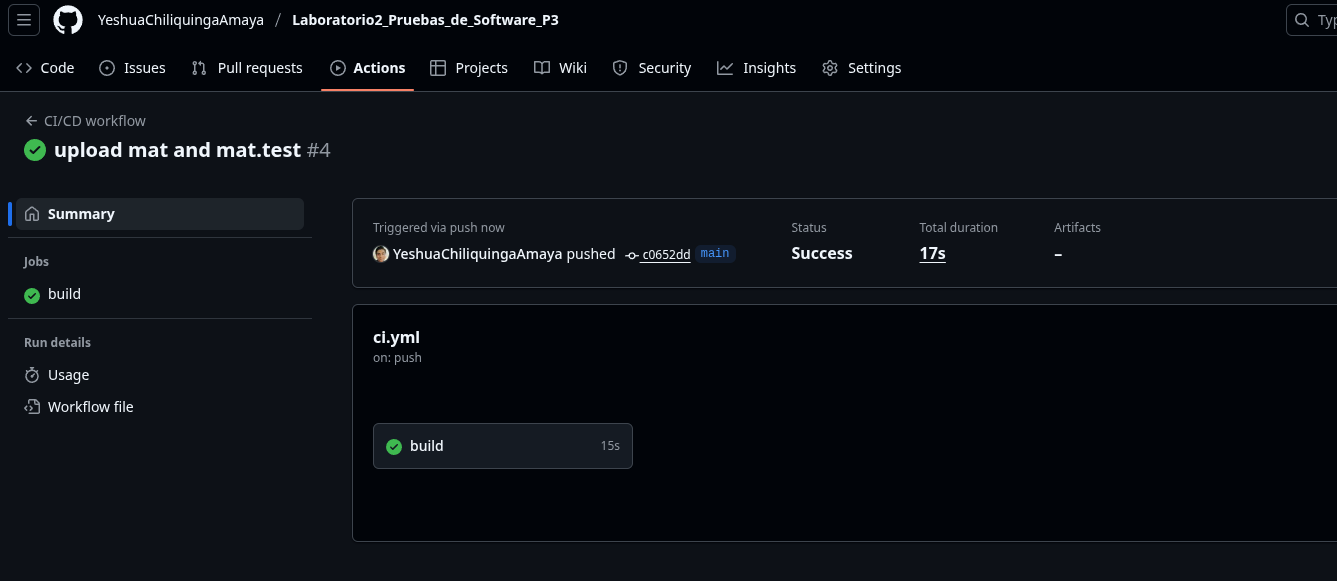 YeshuaChiliquingaAmaya / Laboratorio2_Pruebas_de_Software_P3
Typ
Code Issues Pull requests Actions Projects Wiki Security Insights Settings
← CI/CD workflow
upload mat and mat.test #4
Summary
Jobs
build
Run details
Usage
Workflow file
Triggered via push now
YeshuaChiliquingaAmaya pushed c0652dd main
Status
Success
Total duration
17s
Artifacts
–
ci.yml
on: push
build 15s